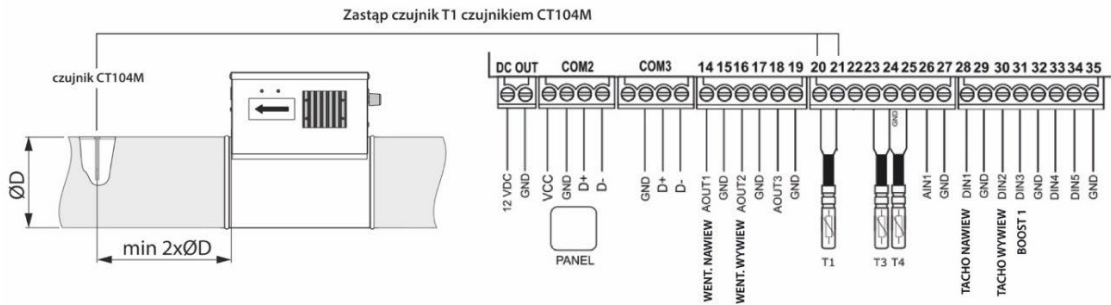 Zastąp czujnik T1 czujnikiem CT104M
czujnik CT104M
ØD
min 2xØD
DC OUT COM2 COM3 14 15 16 17 18 19 20 21 22 23 24 25 26 27 28 29 30 31 32 33 34 35
GND
12 VDC
GND
VCC
GND
D+
D-
GND
D+
D-
WENT. NAWIEW AOUT1
GND
WENT. WYWIEW AOUT2
GND
AOUT3
GND
AIN1
GND
TACHO NAWIEW DIN1
GND
TACHO WYWIEW DIN2
BOOST 1 DIN3
GND
DIN4
DIN5
GND
PANEL
T1
T3 T4